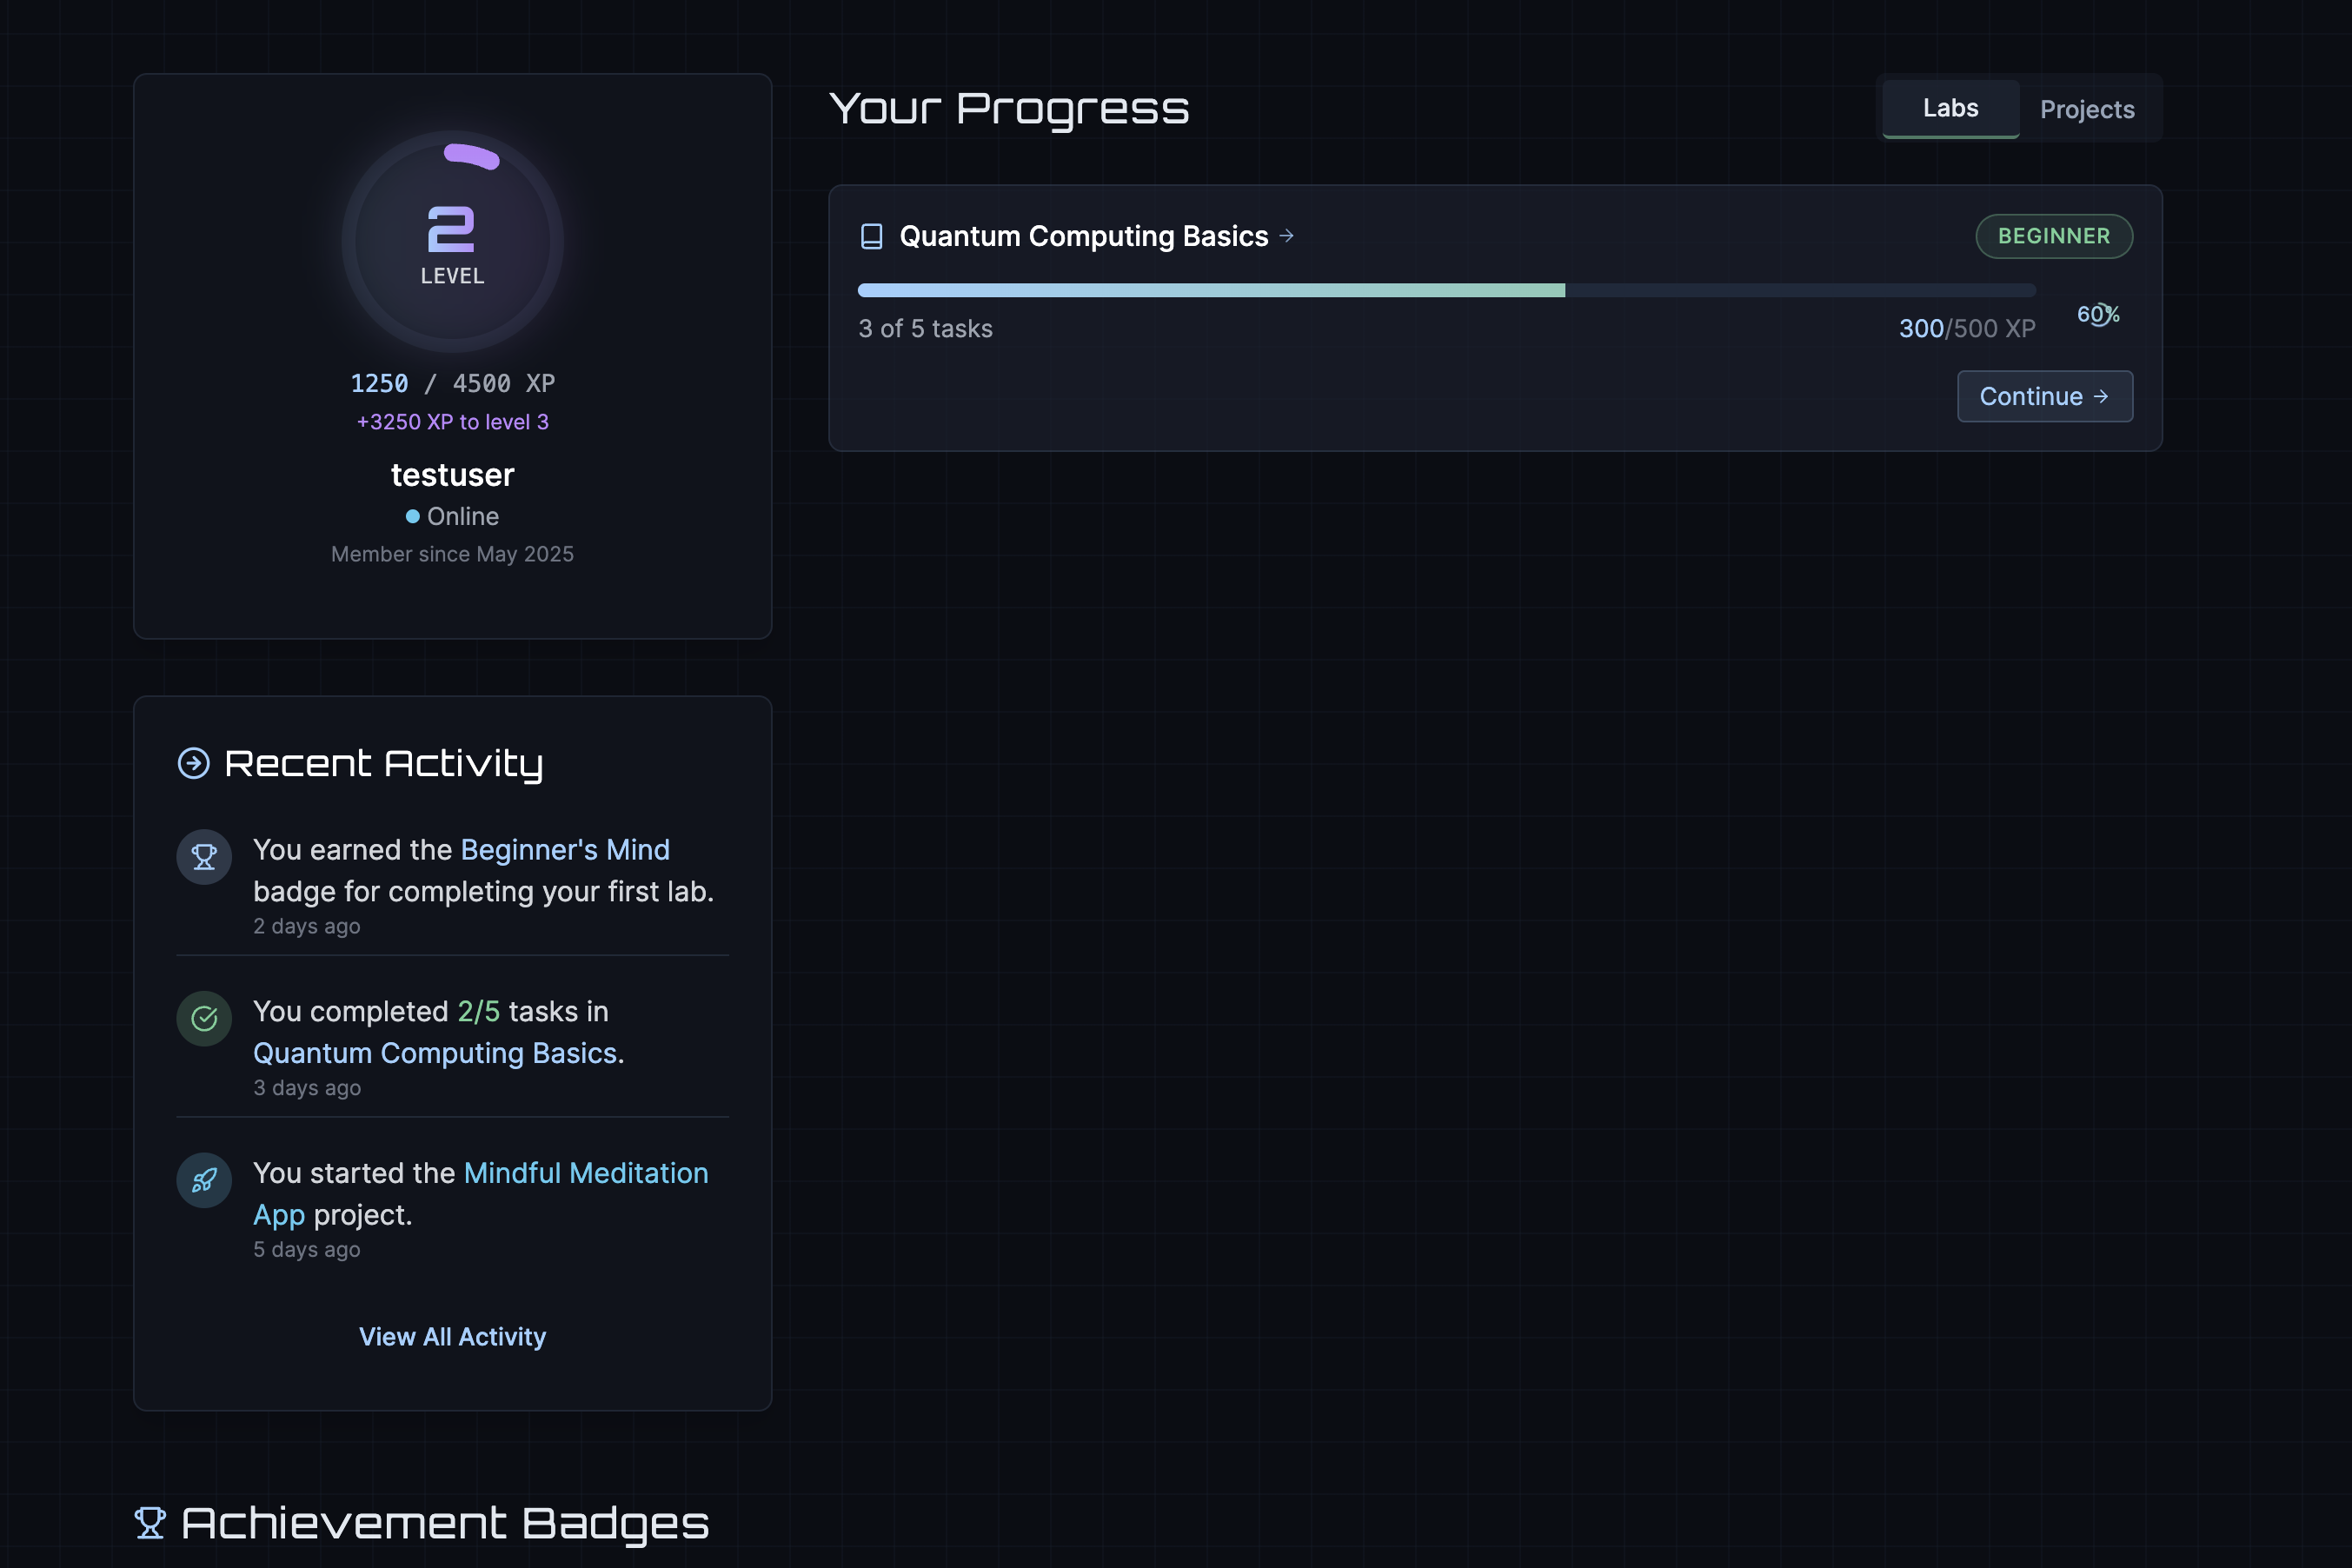 2
LEVEL
1250 / 4500 XP
+3250 XP to level 3
testuser
Online
Member since May 2025
Your Progress
Labs
Projects
Quantum Computing Basics →
BEGINNER
3 of 5 tasks
300/500 XP
60%
Continue →
Recent Activity
You earned the Beginner's Mind
badge for completing your first lab.
2 days ago
You completed 2/5 tasks in
Quantum Computing Basics.
3 days ago
You started the Mindful Meditation
App project.
5 days ago
View All Activity
Achievement Badges